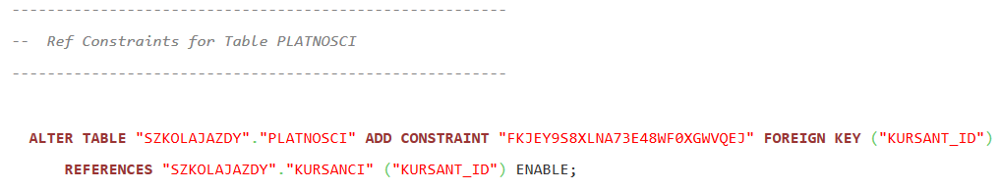 --------------------------------------------------------
--  Ref Constraints for Table PLATNOSCI
--------------------------------------------------------
ALTER TABLE "SZKOLAJAZDY"."PLATNOSCI" ADD CONSTRAINT "FKJEY9S8XLNA73E48WF0XGWVQEJ" FOREIGN KEY ("KURSANT_ID")
REFERENCES "SZKOLAJAZDY"."KURSANCI" ("KURSANT_ID") ENABLE;